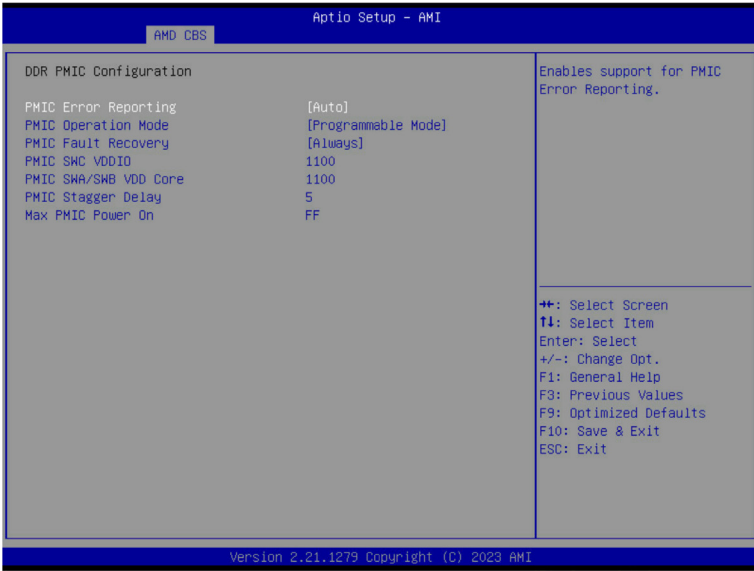 Aptio Setup – AMI
AMD CBS
DDR PMIC Configuration
PMIC Error Reporting [Auto]
PMIC Operation Mode [Programmable Mode]
PMIC Fault Recovery [Always]
PMIC SWC VDDIO 1100
PMIC SWA/SWB VDD Core 1100
PMIC Stagger Delay 5
Max PMIC Power On FF
Enables support for PMIC
Error Reporting.
→←: Select Screen
↑↓: Select Item
Enter: Select
+/-: Change Opt.
F1: General Help
F3: Previous Values
F9: Optimized Defaults
F10: Save & Exit
ESC: Exit
Version 2.21.1279 Copyright (C) 2023 AMI